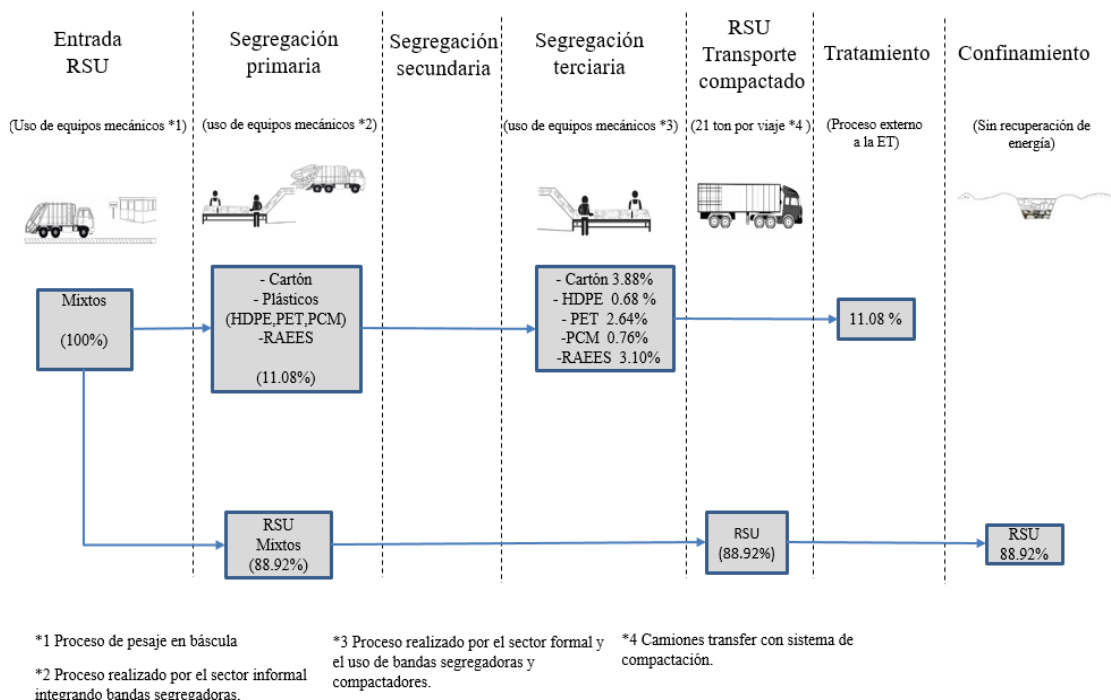 Entrada
RSU
Segregación
primaria
Segregación
secundaria
Segregación
terciaria
RSU
Transporte
compactado
Tratamiento
Confinamiento
(Uso de equipos mecánicos *1)
(uso de equipos mecánicos *2)
(uso de equipos mecánicos *3)
(21 ton por viaje *4 )
(Proceso externo
a la ET)
(Sin recuperación de
energía)
Mixtos
(100%)
- Cartón
- Plásticos
(HDPE,PET,PCM)
-RAEES
(11.08%)
- Cartón 3.88%
- HDPE 0.68 %
- PET 2.64%
-PCM 0.76%
-RAEES 3.10%
11.08 %
RSU
Mixtos
(88.92%)
RSU
(88.92%)
RSU
88.92%
*1 Proceso de pesaje en báscula
*2 Proceso realizado por el sector informal
integrando bandas segregadoras.
*3 Proceso realizado por el sector formal y
el uso de bandas segregadoras y
compactadores.
*4 Camiones transfer con sistema de
compactación.